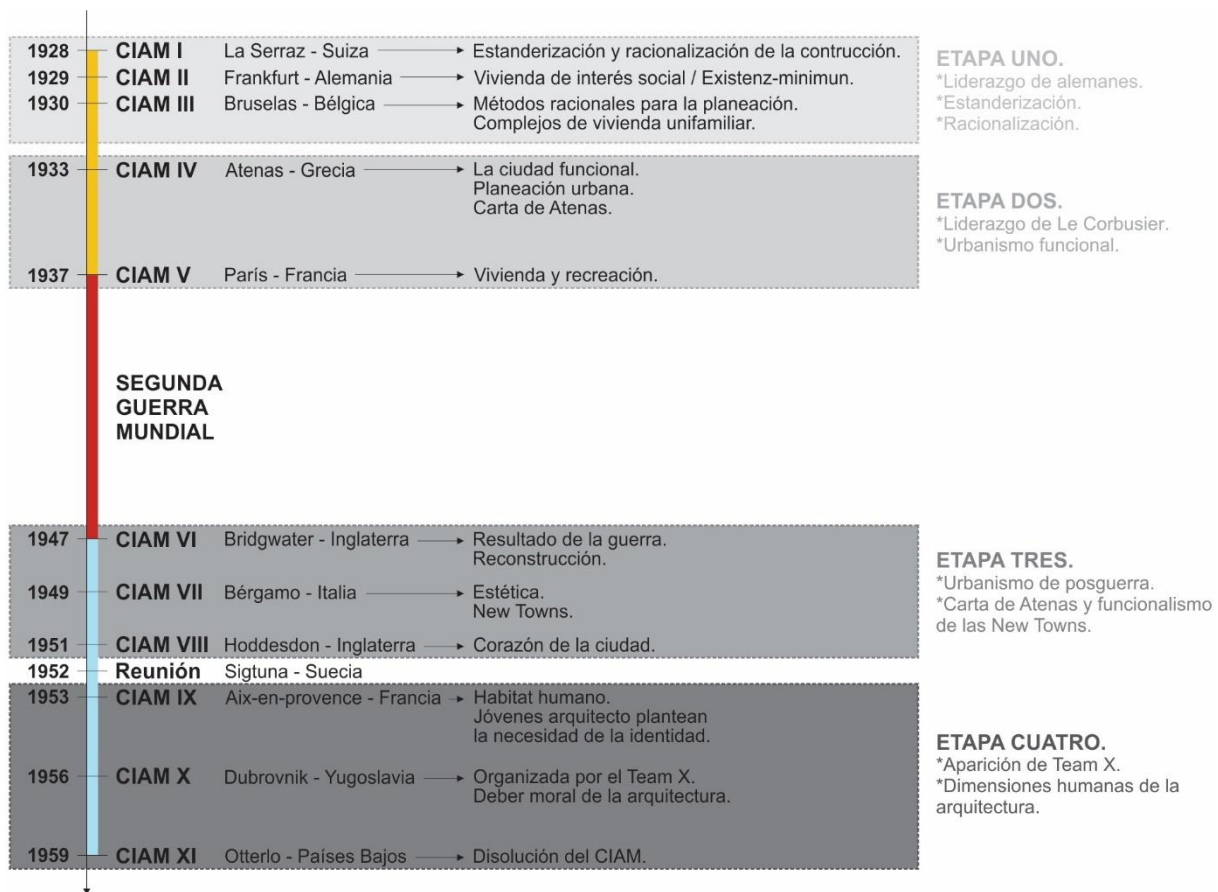 1928 CIAM I La Serraz - Suiza Estanderización y racionalización de la contrucción.
1929 CIAM II Frankfurt - Alemania Vivienda de interés social / Existenz-minimun.
1930 CIAM III Bruselas - Bélgica Métodos racionales para la planeación.
Complejos de vivienda unifamiliar.
ETAPA UNO.
*Liderazgo de alemanes.
*Estanderización.
*Racionalización.
1933 CIAM IV Atenas - Grecia La ciudad funcional.
Planeación urbana.
Carta de Atenas.
1937 CIAM V París - Francia Vivienda y recreación.
ETAPA DOS.
*Liderazgo de Le Corbusier.
*Urbanismo funcional.
SEGUNDA
GUERRA
MUNDIAL
1947 CIAM VI Bridgwater - Inglaterra Resultado de la guerra.
Reconstrucción.
1949 CIAM VII Bérgamo - Italia Estética.
New Towns.
1951 CIAM VIII Hoddesdon - Inglaterra Corazón de la ciudad.
ETAPA TRES.
*Urbanismo de posguerra.
*Carta de Atenas y funcionalismo
de las New Towns.
1952 Reunión Sigtuna - Suecia
1953 CIAM IX Aix-en-provence - Francia Habitat humano.
Jóvenes arquitecto plantean
la necesidad de la identidad.
1956 CIAM X Dubrovnik - Yugoslavia Organizada por el Team X.
Deber moral de la arquitectura.
1959 CIAM XI Otterlo - Países Bajos Disolución del CIAM.
ETAPA CUATRO.
*Aparición de Team X.
*Dimensiones humanas de la
arquitectura.